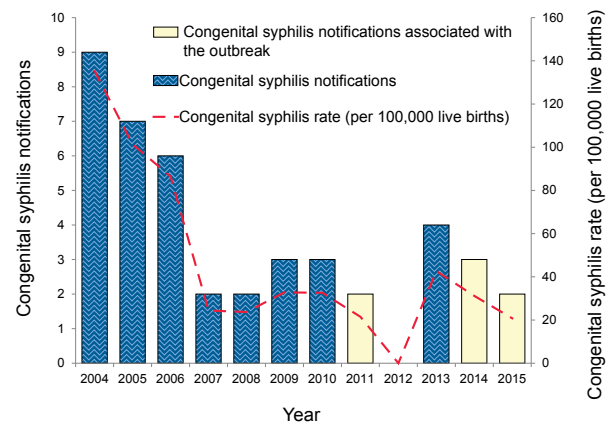 Congenital syphilis notifications associated with
the outbreak
Congenital syphilis notifications
Congenital syphilis rate (per 100,000 live births)
Congenital syphilis notifications
10
9
8
7
6
5
4
3
2
1
0
160
140
120
100
80
60
40
20
0
Congenital syphilis rate (per 100,000 live births)
2004 2005 2006 2007 2008 2009 2010 2011 2012 2013 2014 2015
Year